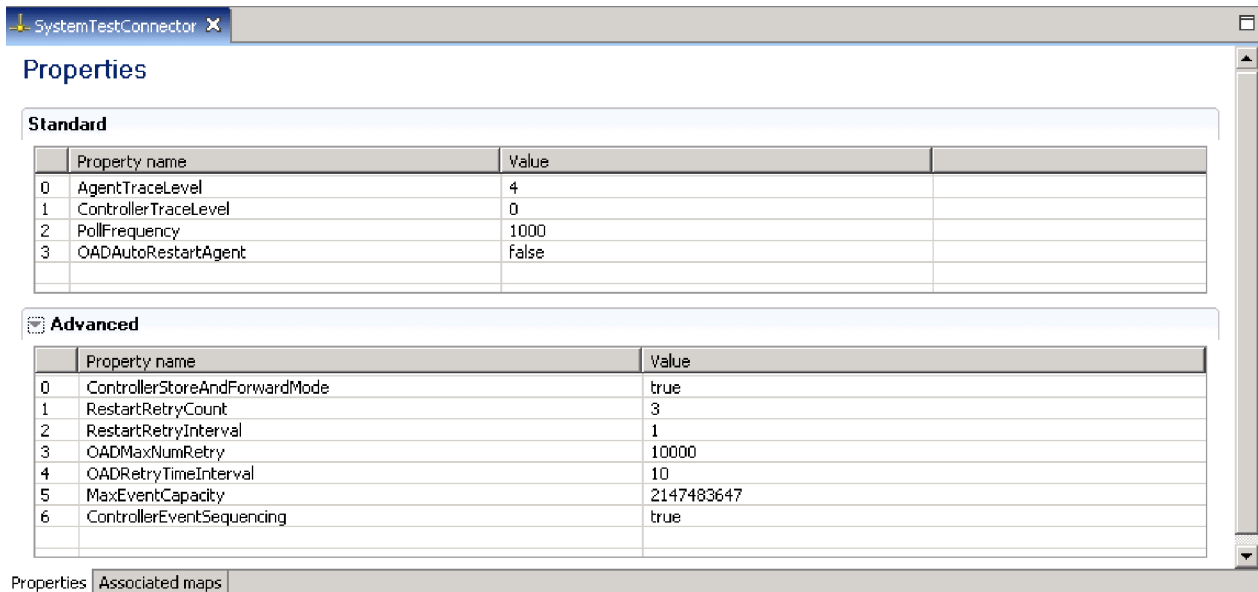 SystemTestConnector
Properties
Standard
Property name Value
0 AgentTraceLevel 4
1 ControllerTraceLevel 0
2 PollFrequency 1000
3 OADAutoRestartAgent false
Advanced
Property name Value
0 ControllerStoreAndForwardMode true
1 RestartRetryCount 3
2 RestartRetryInterval 1
3 OADMaxNumRetry 10000
4 OADRetryTimeInterval 10
5 MaxEventCapacity 2147483647
6 ControllerEventSequencing true
Properties Associated maps